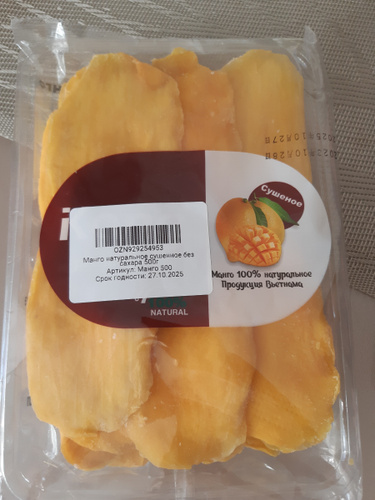 Сушеное
OZN929254953
Манго натуральное сушенное без
сахара 500г
Артикул: Манго 500
Срок годности: 27.10.2025
Манго 100% натуральное
Продукция Вьетнама
NATURAL